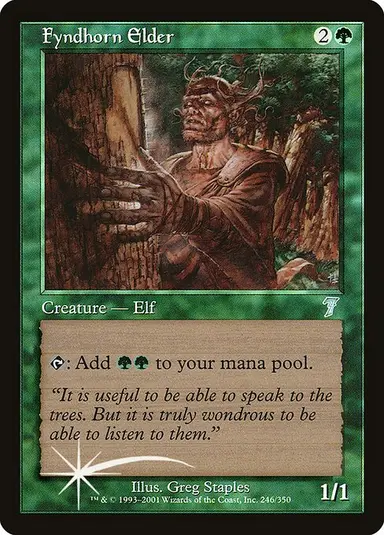 Fyndhorn Elder 2
Creature — Elf
: Add to your mana pool.
“It is useful to be able to speak to the
trees. But it is truly wondrous to be
able to listen to them.”
Illus. Greg Staples
™ & © 1993–2001 Wizards of the Coast, Inc. 246/350
1/1